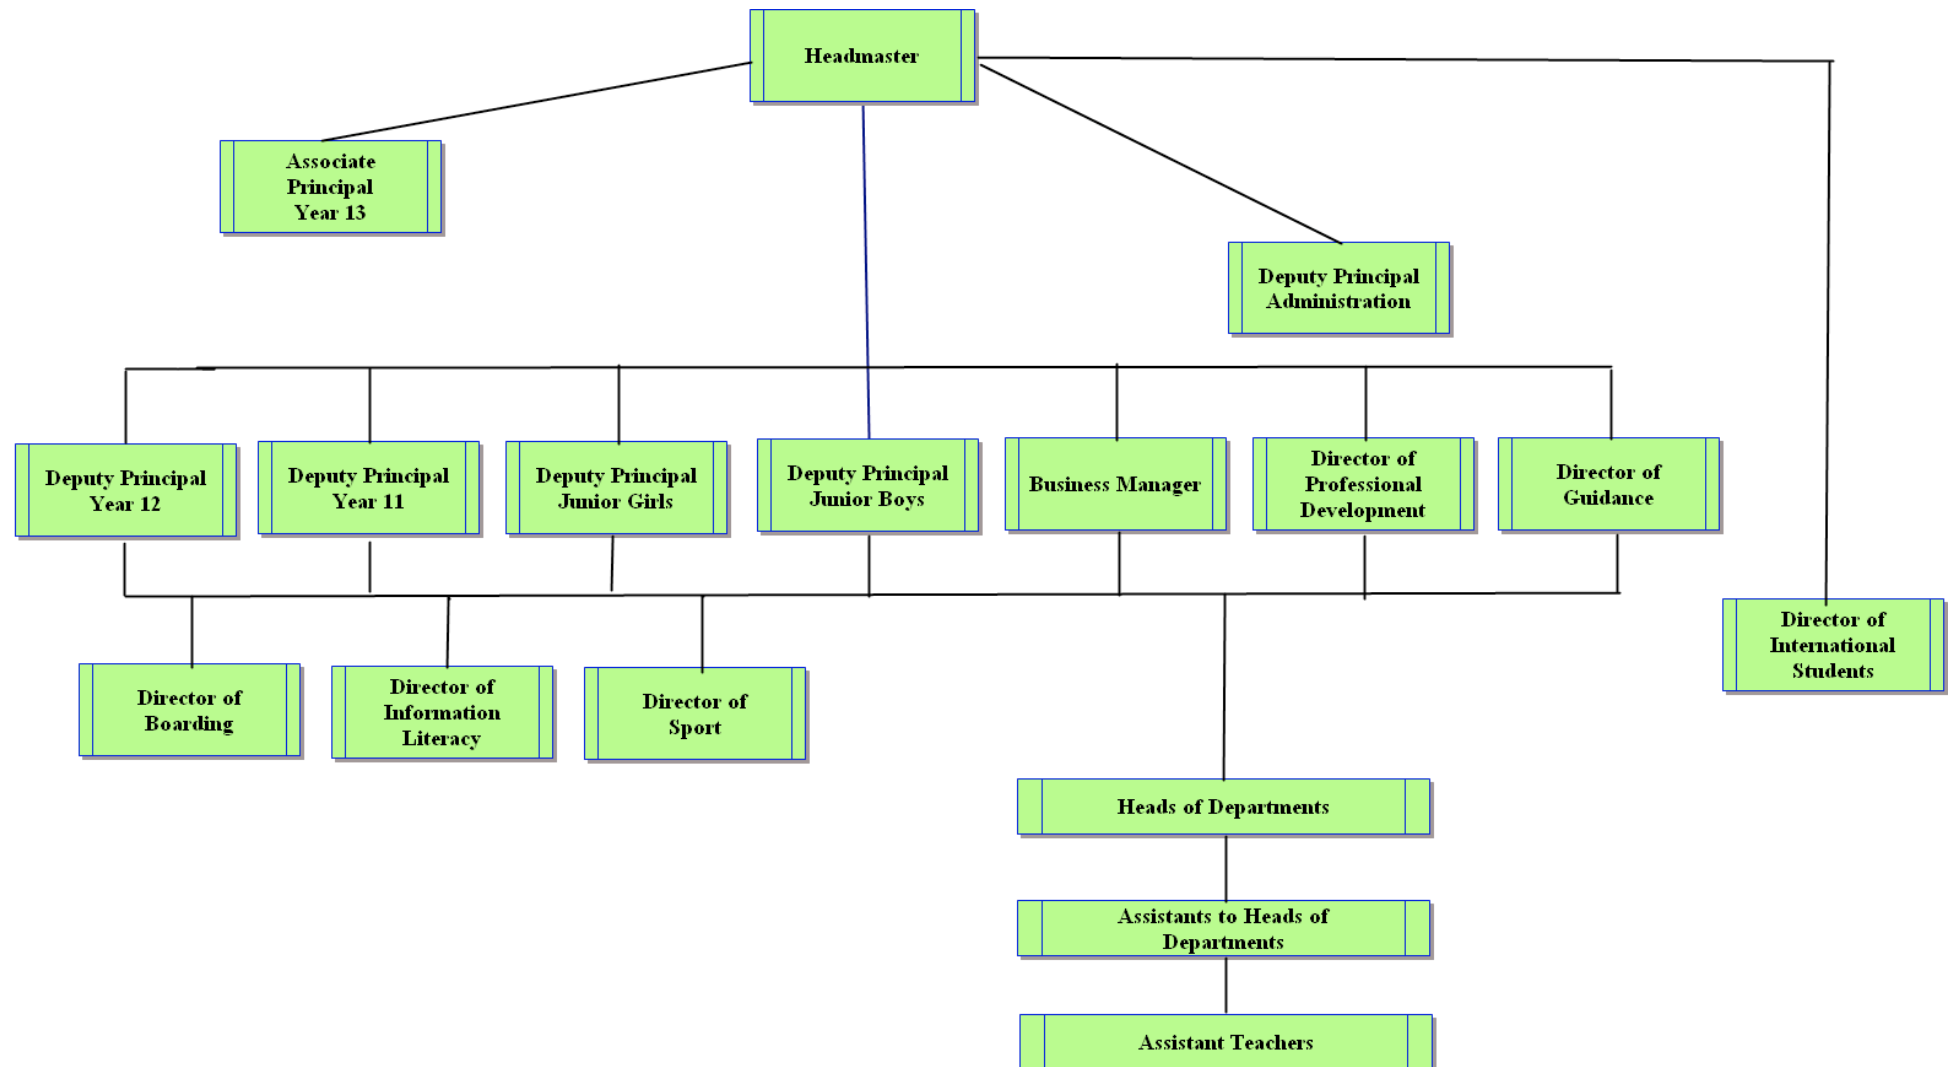 Headmaster
Associate
Principal
Year 13
Deputy Principal
Administration
Deputy Principal
Year 12
Deputy Principal
Year 11
Deputy Principal
Junior Girls
Deputy Principal
Junior Boys
Business Manager
Director of
Professional
Development
Director of
Guidance
Director of
International
Students
Director of
Boarding
Director of
Information
Literacy
Director of
Sport
Heads of Departments
Assistants to Heads of
Departments
Assistant Teachers